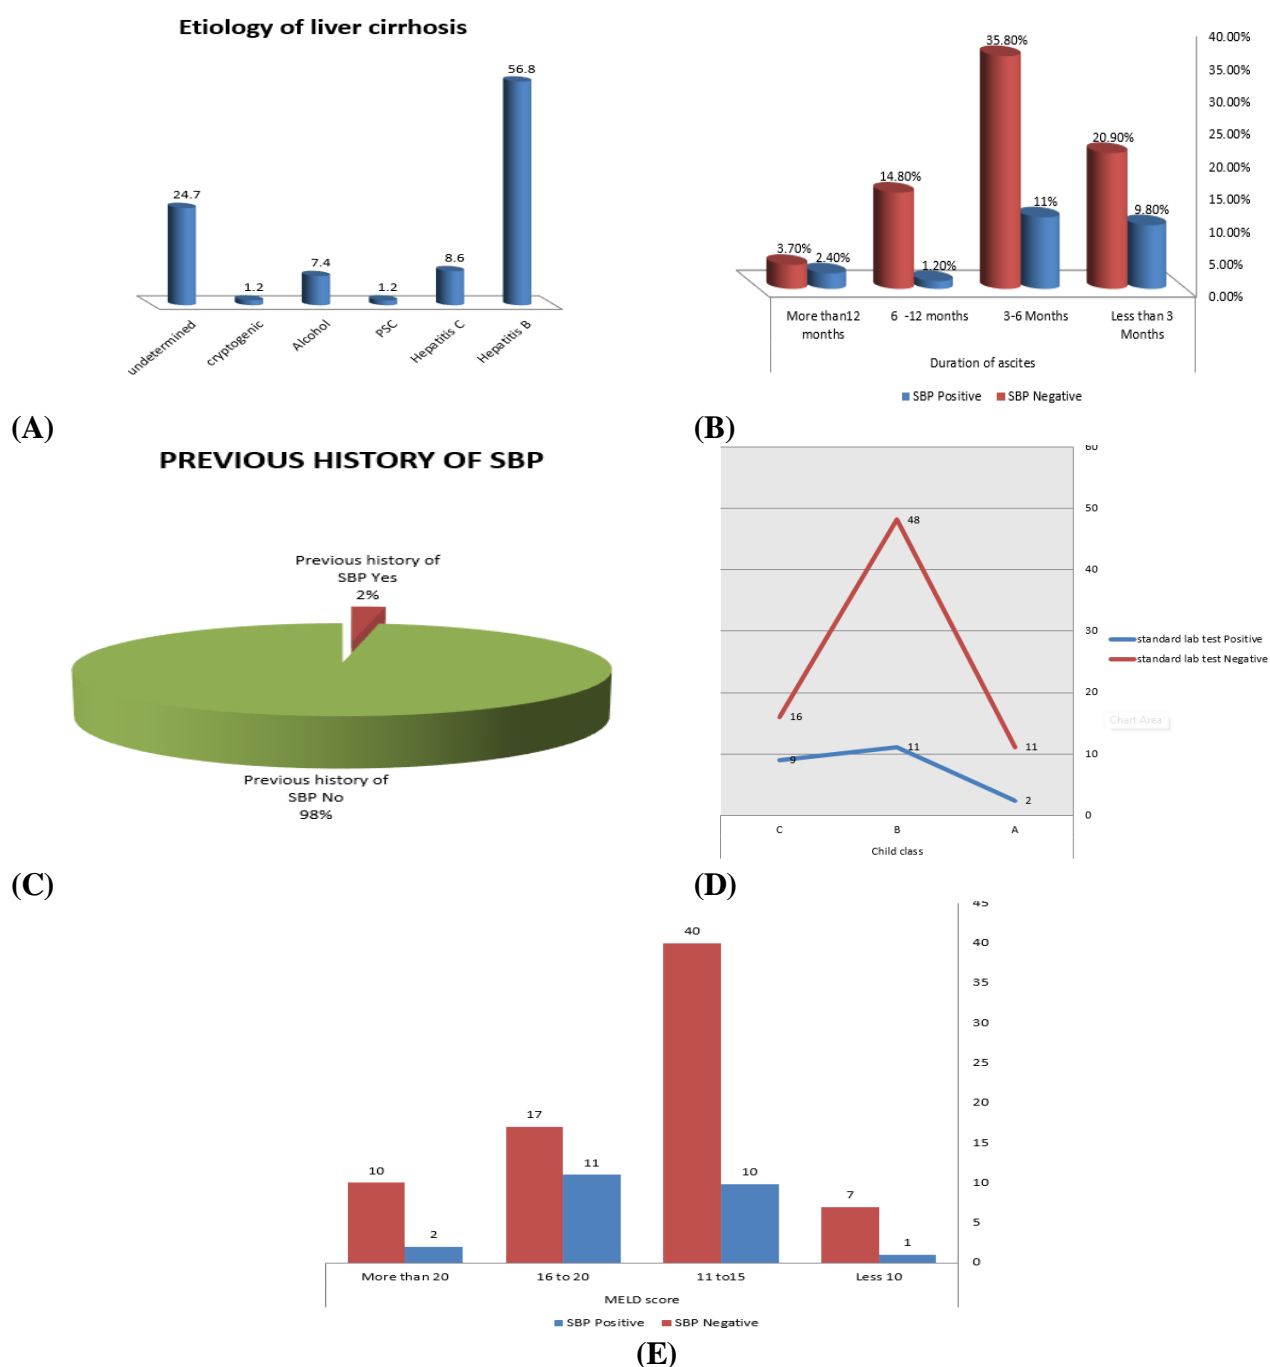 Etiology of liver cirrhosis
56.8
24.7
8.6
7.4
1.2
1.2
undetermined
cryptogenic
Alcohol
PSC
Hepatitis C
Hepatitis B
(A)
40.00%
35.00%
30.00%
25.00%
20.00%
15.00%
10.00%
5.00%
0.00%
35.80%
20.90%
14.80%
11%
9.80%
3.70%
2.40%
1.20%
More than12
months
6 -12 months
3-6 Months
Less than 3
Months
Duration of ascites
SBP Positive SBP Negative
(B)
PREVIOUS HISTORY OF SBP
Previous history of
SBP Yes
2%
Previous history of
SBP No
98%
(C)
60
50
40
30
20
10
0
48
16
11
9
11
2
C B A
Child class
standard lab test Positive
standard lab test Negative
Chart Area
(D)
45
40
35
30
25
20
15
10
5
0
40
17
10
11
10
7
2
1
More than 20 16 to 20 11 to15 Less 10
MELD score
SBP Positive SBP Negative
(E)